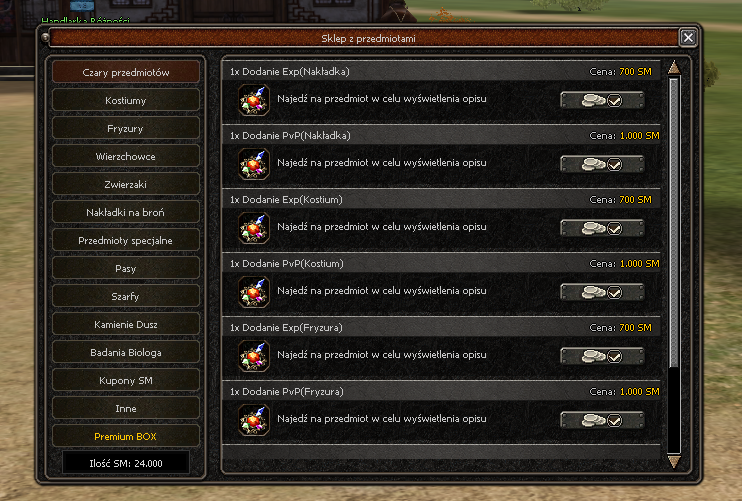 Handlarka Różności
Sklep z przedmiotami
Czary przedmiotów
Kostiumy
Fryzury
Wierzchowce
Zwierzaki
Nakładki na broń
Przedmioty specjalne
Pasy
Szarfy
Kamienie Dusz
Badania Biologa
Kupony SM
Inne
Premium BOX
Ilość SM: 24.000
1x Dodanie Exp(Nakładka) Cena: 700 SM
Najedź na przedmiot w celu wyświetlenia opisu
1x Dodanie PvP(Nakładka) Cena: 1.000 SM
Najedź na przedmiot w celu wyświetlenia opisu
1x Dodanie Exp(Kostium) Cena: 700 SM
Najedź na przedmiot w celu wyświetlenia opisu
1x Dodanie PvP(Kostium) Cena: 1.000 SM
Najedź na przedmiot w celu wyświetlenia opisu
1x Dodanie Exp(Fryzura) Cena: 700 SM
Najedź na przedmiot w celu wyświetlenia opisu
1x Dodanie PvP(Fryzura) Cena: 1.000 SM
Najedź na przedmiot w celu wyświetlenia opisu